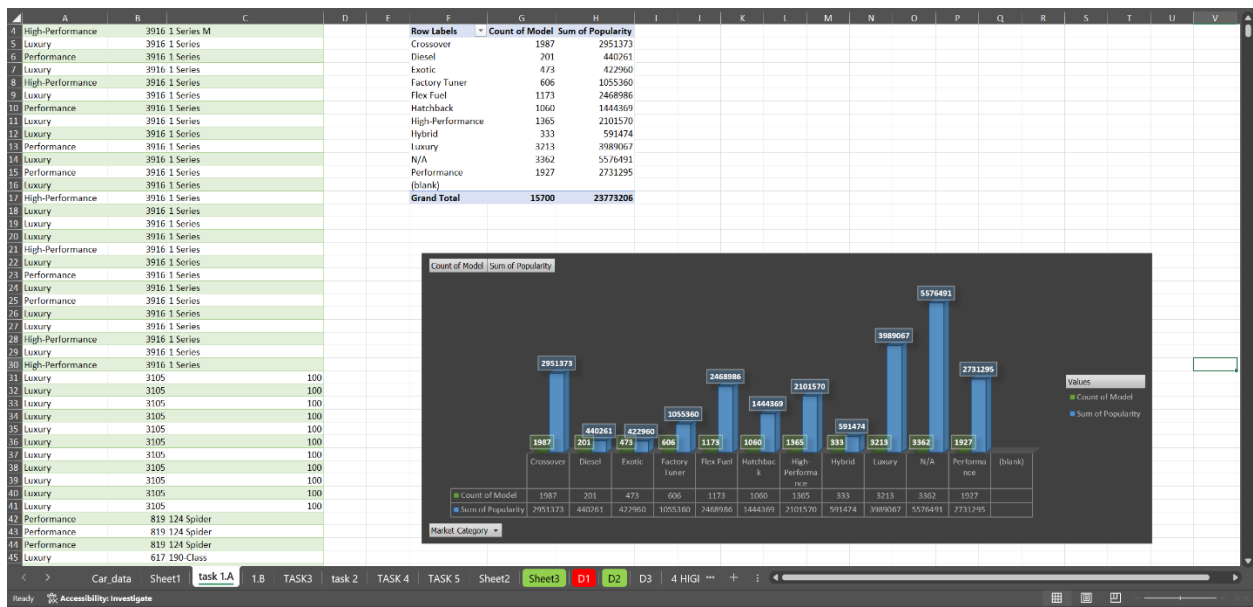 A B C D E F G H I J K L M N O P Q R S T U V
4 High-Performance 3916 1 Series M Row Labels Count of Model Sum of Popularity
5 Luxury 3916 1 Series Crossover 1987 2951373
6 Performance 3916 1 Series Diesel 201 440261
7 Luxury 3916 1 Series Exotic 473 422960
8 High-Performance 3916 1 Series Factory Tuner 606 1055360
9 Luxury 3916 1 Series Flex Fuel 1173 2468986
10 Performance 3916 1 Series Hatchback 1060 1444369
11 Luxury 3916 1 Series High-Performance 1365 2101570
12 Luxury 3916 1 Series Hybrid 333 591474
13 Performance 3916 1 Series Luxury 3213 3989067
14 Luxury 3916 1 Series N/A 3362 5576491
15 Performance 3916 1 Series Performance 1927 2731295
16 Luxury 3916 1 Series (blank)
17 High-Performance 3916 1 Series Grand Total 15700 23773206
18 Luxury 3916 1 Series
19 Luxury 3916 1 Series
20 Luxury 3916 1 Series
21 High-Performance 3916 1 Series
22 Luxury 3916 1 Series
23 Performance 3916 1 Series
24 Luxury 3916 1 Series
25 Performance 3916 1 Series
26 Luxury 3916 1 Series
27 Luxury 3916 1 Series
28 High-Performance 3916 1 Series
29 Luxury 3916 1 Series
30 High-Performance 3916 1 Series
31 Luxury 3105 100
32 Luxury 3105 100
33 Luxury 3105 100
34 Luxury 3105 100
35 Luxury 3105 100
36 Luxury 3105 100
37 Luxury 3105 100
38 Luxury 3105 100
39 Luxury 3105 100
40 Luxury 3105 100
41 Luxury 3105 100
42 Performance 819 124 Spider
43 Performance 819 124 Spider
44 Performance 819 124 Spider
45 Luxury 617 190-Class
Count of Model Sum of Popularity
5576491
3989067
2951373
2731295
2468986
2101570
1444369
1055360
591474
440261 422960
1987 201 473 606 1173 1060 1365 333 3213 3362 1927
Values
Count of Model
Sum of Popularity
Crossover Diesel Exotic Factory Flex Fuel Hatchbac High- Hybrid Luxury N/A Performa (blank)
Tuner k Performa nce
nce
Count of Model 1987 201 473 606 1173 1060 1365 333 3213 3362 1927
Sum of Popularity 2951373 440261 422960 1055360 2468986 1444369 2101570 591474 3989067 5576491 2731295
Market Category
Car_data Sheet1 task 1.A 1.B TASK3 task 2 TASK 4 TASK 5 Sheet2 Sheet3 D1 D2 D3 4 HIGI ...
Ready Accessibility: Investigate